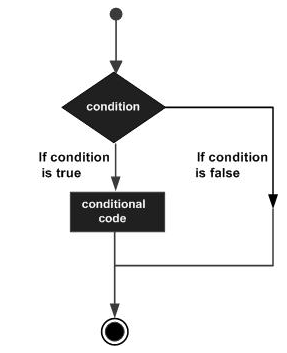 condition
If condition
is true
If condition
is false
conditional
code